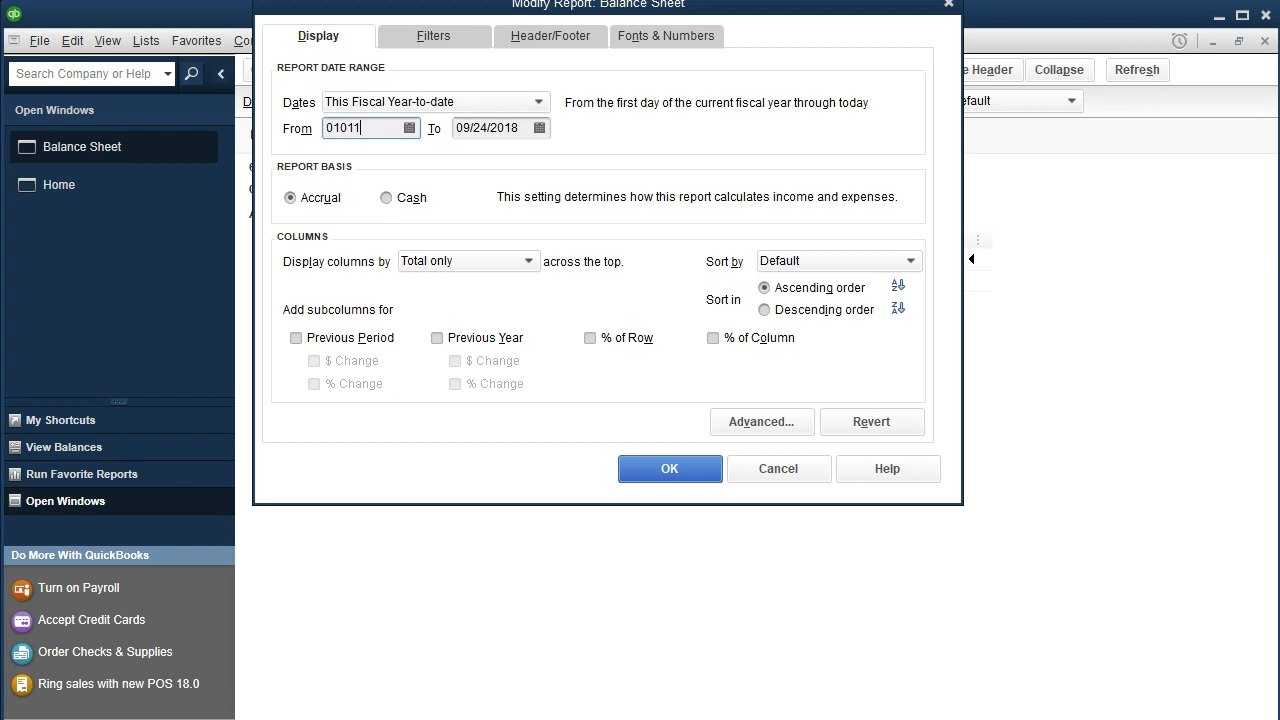 qb
Modify Report: Balance Sheet
File Edit View Lists Favorites Co
Search Company or Help
e Header Collapse Refresh
Display Filters Header/Footer Fonts & Numbers
efault
Open Windows
REPORT DATE RANGE
Dates This Fiscal Year-to-date From the first day of the current fiscal year through today
From 01011 To 09/24/2018
Balance Sheet
REPORT BASIS
Home
Accrual Cash This setting determines how this report calculates income and expenses.
COLUMNS
Display columns by Total only across the top. Sort by Default
Sort in Ascending order
Descending order
Add subcolumns for
Previous Period Previous Year % of Row % of Column
$ Change $ Change
% Change % Change
Advanced... Revert
OK Cancel Help
My Shortcuts
View Balances
Run Favorite Reports
Open Windows
Do More With QuickBooks
Turn on Payroll
Accept Credit Cards
Order Checks & Supplies
Ring sales with new POS 18.0